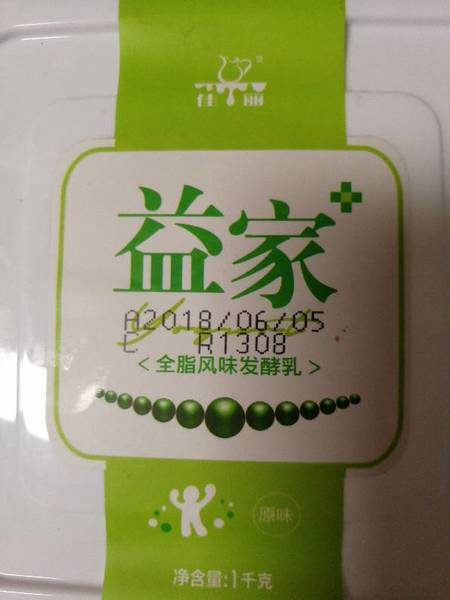 佳丽
®
益家
A2018/06/05
C R1308
<全脂风味发酵乳>
原味
净含量:1千克